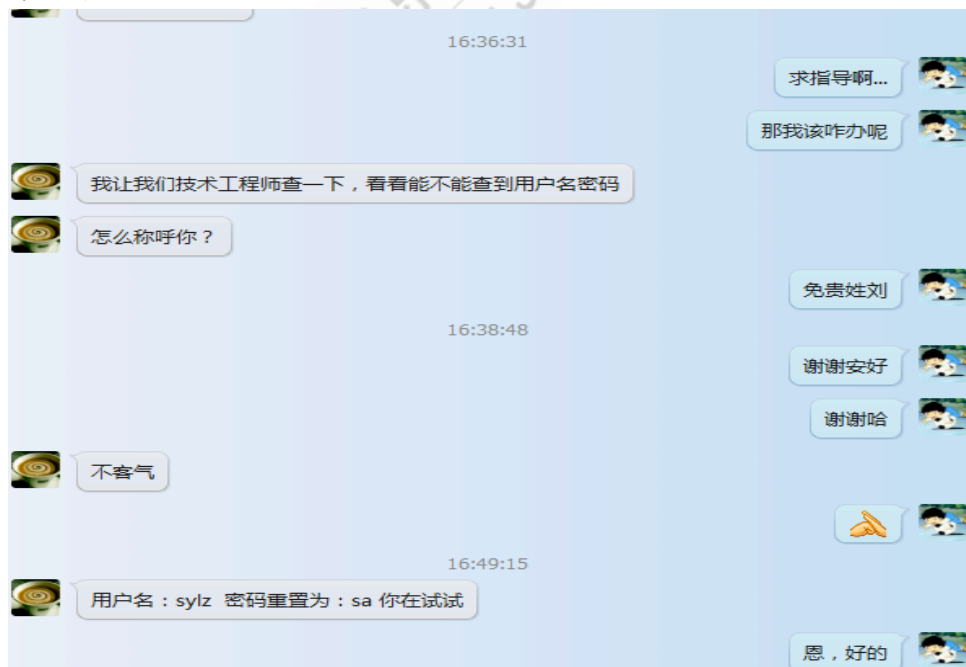 16:36:31
求指导啊...
那我该咋办呢
我让我们技术工程师查一下，看看能不能查到用户名密码
怎么称呼你？
免贵姓刘
16:38:48
谢谢安好
谢谢哈
不客气
16:49:15
用户名：sylz 密码重置为：sa 你在试试
恩，好的